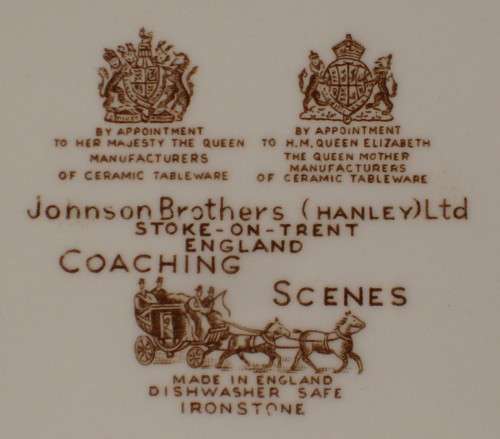 BY APPOINTMENT
TO HER MAJESTY THE QUEEN
MANUFACTURERS
OF CERAMIC TABLEWARE
BY APPOINTMENT
TO H.M. QUEEN ELIZABETH
THE QUEEN MOTHER
MANUFACTURERS
OF CERAMIC TABLEWARE
Johnson Brothers (HANLEY) Ltd
STOKE-ON-TRENT
ENGLAND
COACHING
SCENES
MADE IN ENGLAND
DISHWASHER SAFE
IRONSTONE